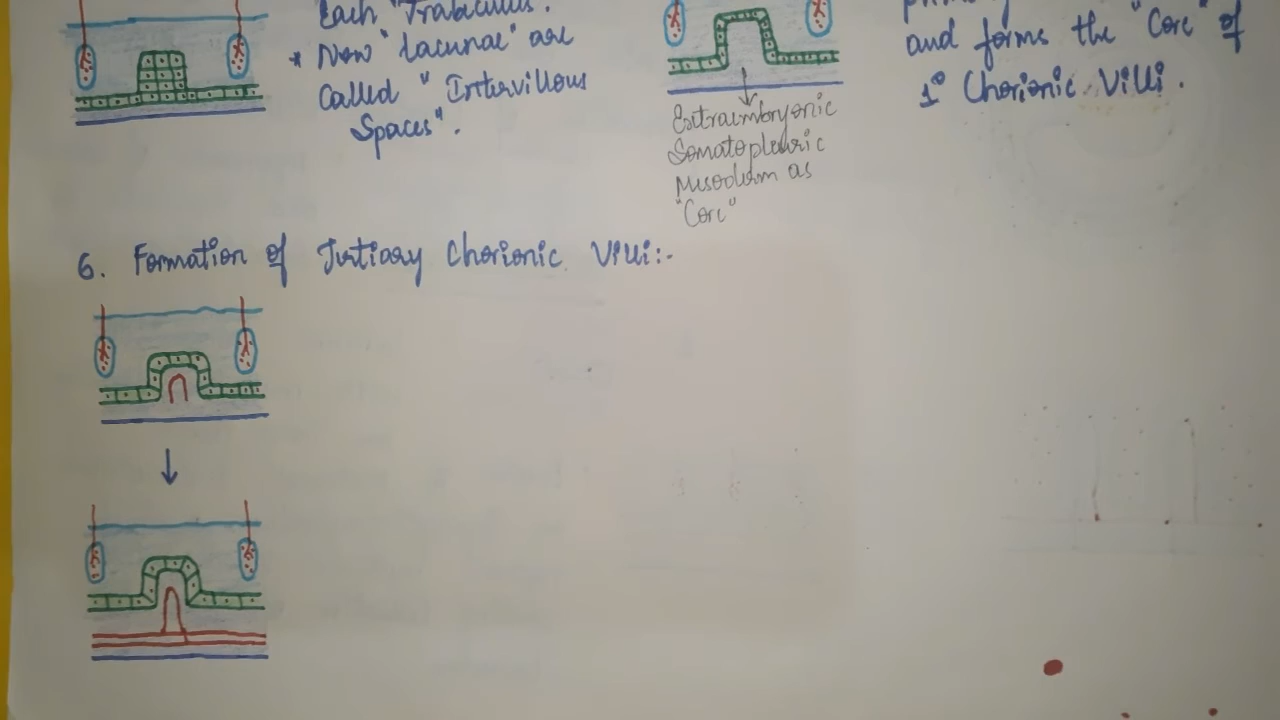 Each "Trabaculus".
* Now "lacunae" are
Called "Intervillous
Spaces".
Extraembryonic
Somatopleuric
Mesoderm as
"Core"
and forms the "Core" of
1° Chorionic Villi.
6. Formation of Tertiary Chorionic Villi:-